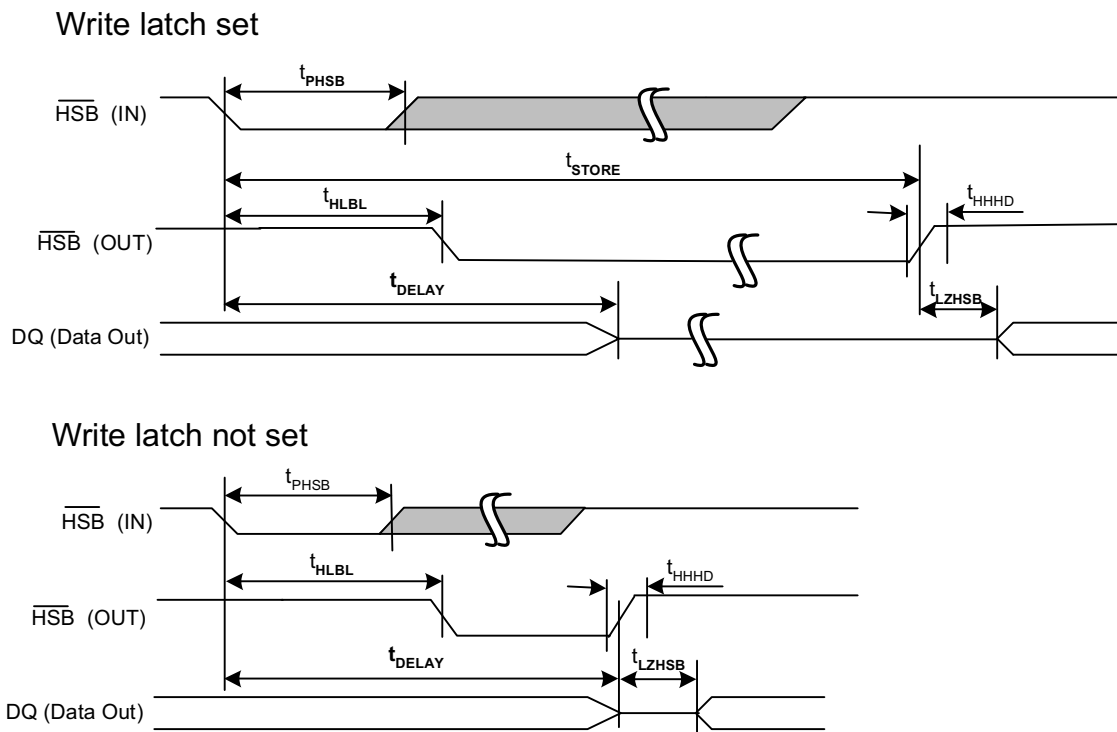 Write latch set
tPHSB
HSB (IN)
tSTORE
tHLBL
tHHHD
HSB (OUT)
tDELAY
tLZHSB
DQ (Data Out)
Write latch not set
tPHSB
HSB (IN)
tHLBL
tHHHD
HSB (OUT)
tDELAY
tLZHSB
DQ (Data Out)